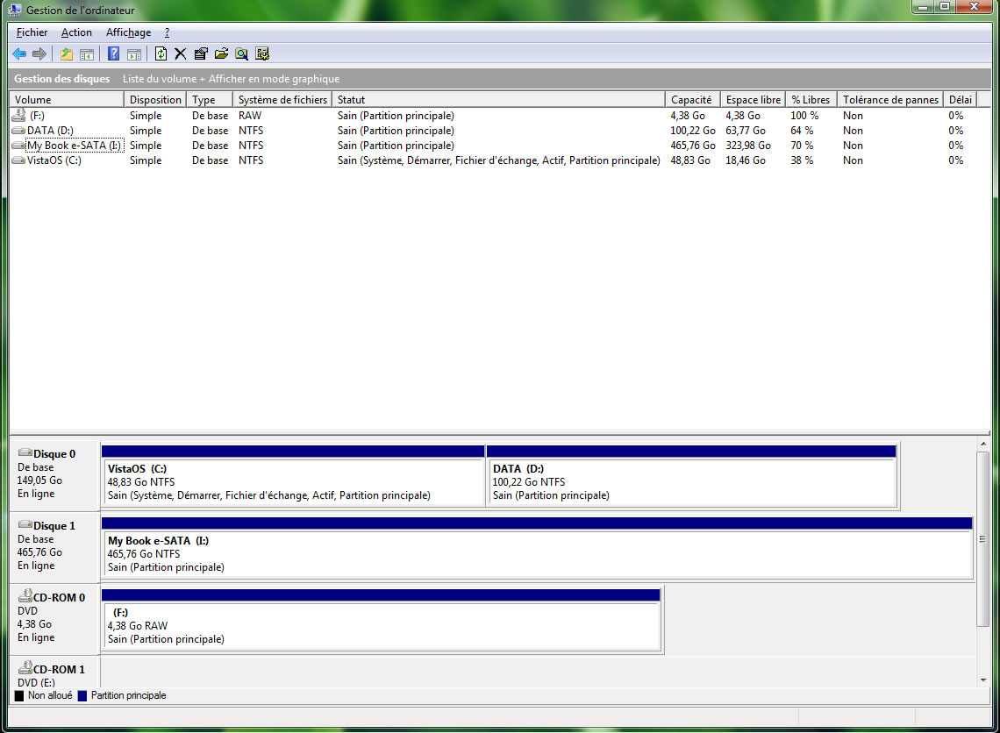 Gestion de l'ordinateur
Fichier Action Affichage ?
Gestion des disques Liste du volume + Afficher en mode graphique
Volume Disposition Type Système de fichiers Statut Capacité Espace libre % Libres Tolérance de pannes Délai
(F:) Simple De base RAW Sain (Partition principale) 4,38 Go 4,38 Go 100 % Non 0%
DATA (D:) Simple De base NTFS Sain (Partition principale) 100,22 Go 63,77 Go 64 % Non 0%
My Book e-SATA (I:) Simple De base NTFS Sain (Partition principale) 465,76 Go 323,98 Go 70 % Non 0%
VistaOS (C:) Simple De base NTFS Sain (Système, Démarrer, Fichier d'échange, Actif, Partition principale) 48,83 Go 18,46 Go 38 % Non 0%
Disque 0
De base
149,05 Go
En ligne
VistaOS (C:)
48,83 Go NTFS
Sain (Système, Démarrer, Fichier d'échange, Actif, Partition principale)
DATA (D:)
100,22 Go NTFS
Sain (Partition principale)
Disque 1
De base
465,76 Go
En ligne
My Book e-SATA (I:)
465,76 Go NTFS
Sain (Partition principale)
CD-ROM 0
DVD
4,38 Go
En ligne
(F:)
4,38 Go RAW
Sain (Partition principale)
CD-ROM 1
DVD (E:)
Non alloué Partition principale